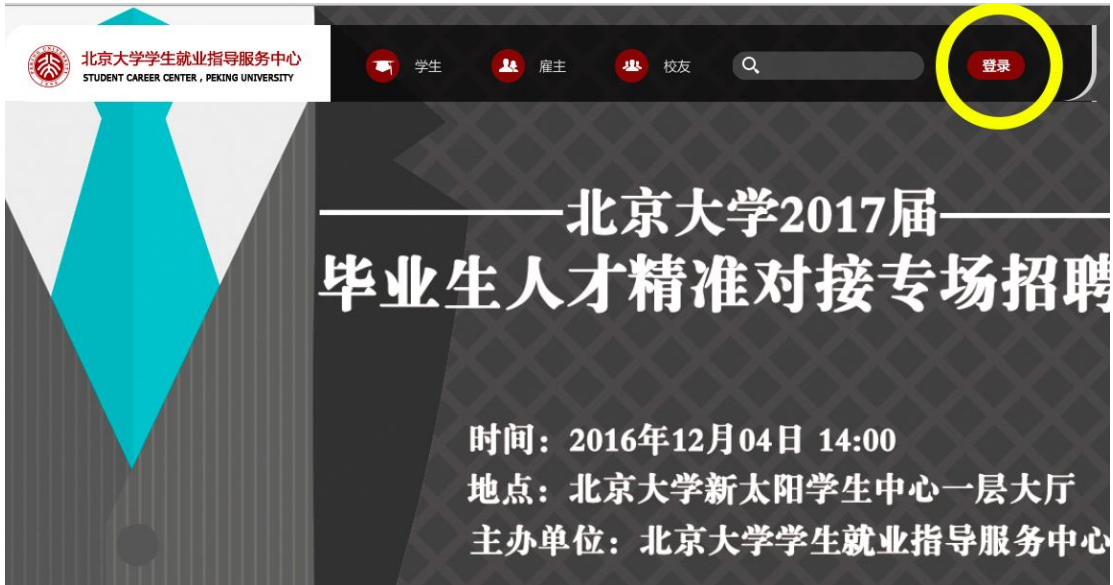 北京大学学生就业指导服务中心
STUDENT CAREER CENTER , PEKING UNIVERSITY
学生
雇主
校友
登录
北京大学2017届
毕业生人才精准对接专场招聘
时间：2016年12月04日 14:00
地点：北京大学新太阳学生中心一层大厅
主办单位：北京大学学生就业指导服务中心